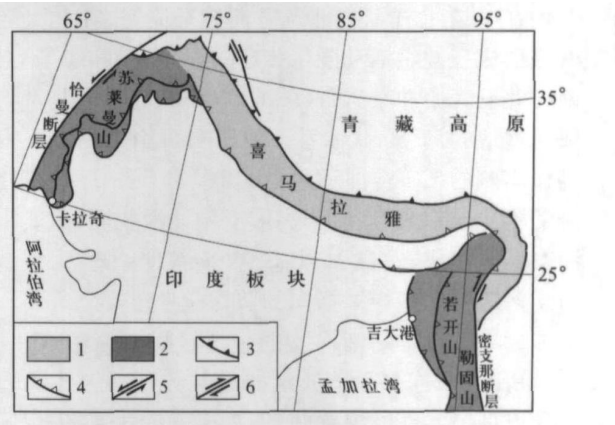 65° 75° 85° 95°
35°
25°
青藏高原
苏莱曼山
恰曼断层
喜马拉雅
卡拉奇
阿拉伯湾
印度板块
吉大港
若开山
勒固山
密支那断层
孟加拉湾
1 2 3
4 5 6